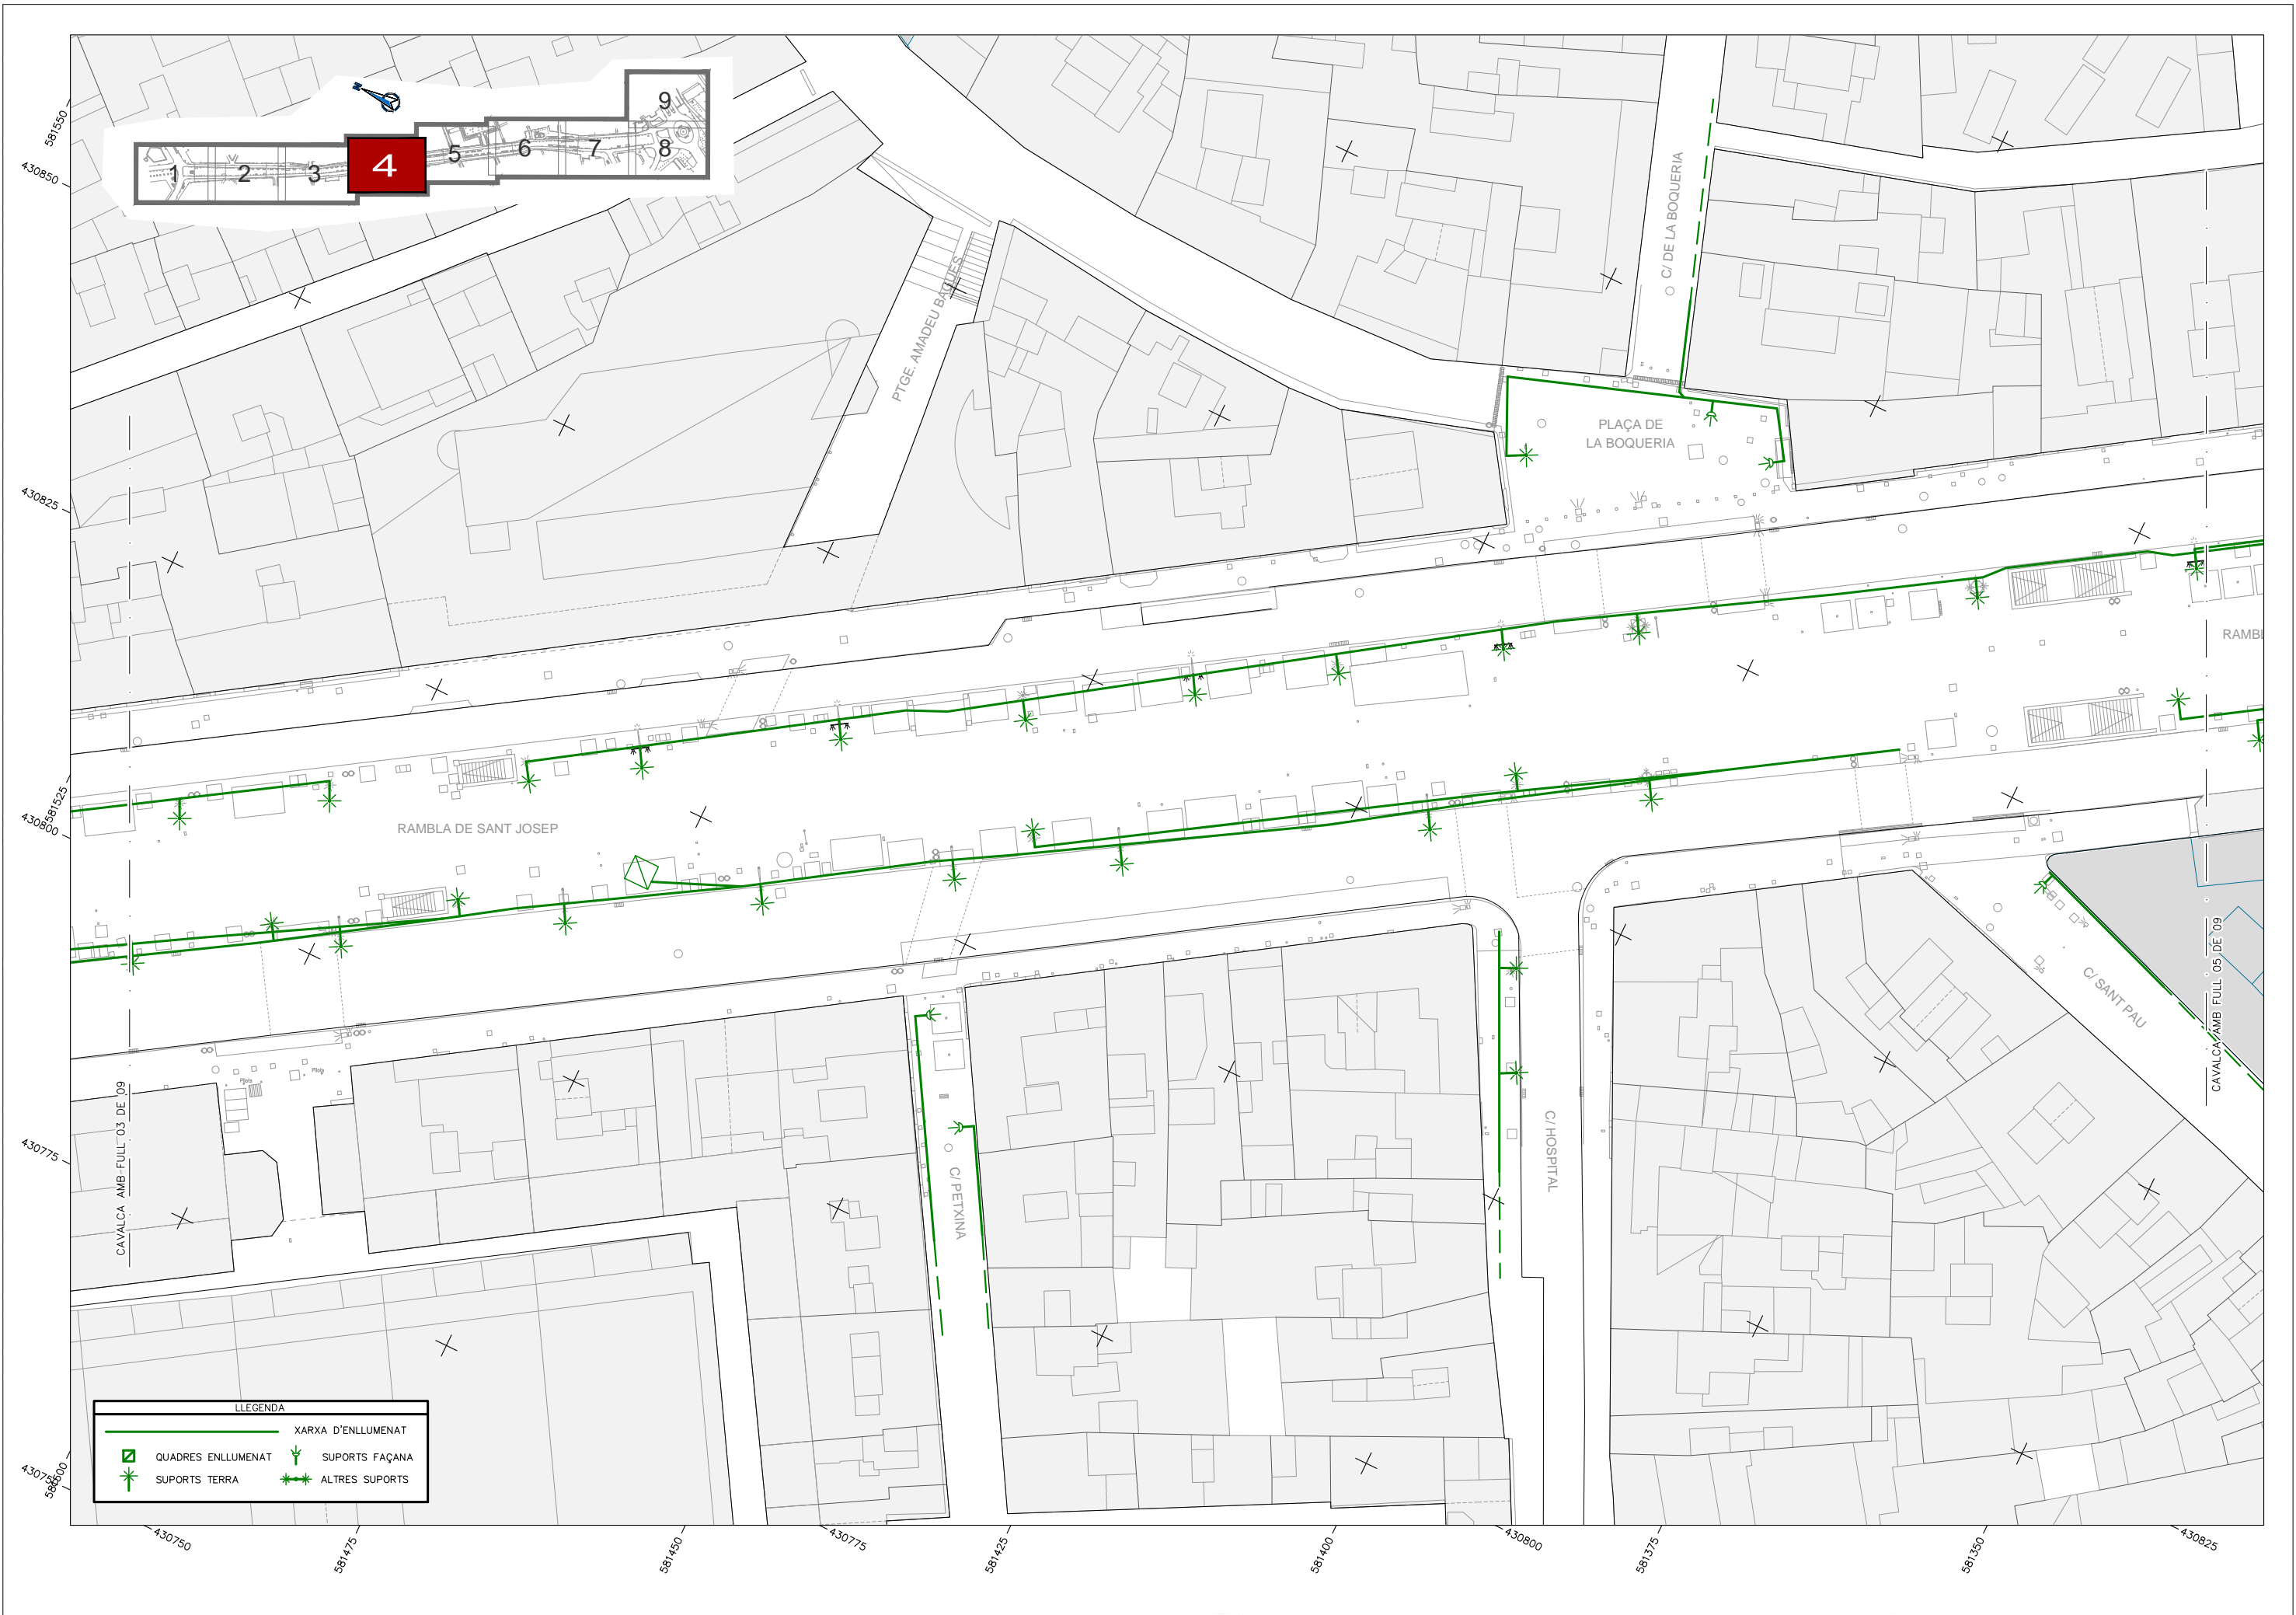 581550
430850
1
2
3
4
5
6
7
8
9
C/ DE LA BOQUERIA
PTGE. AMADEU BAGUES
PLAÇA DE
LA BOQUERIA
430825
RAMBL
581525
430800
RAMBLA DE SANT JOSEP
C/ SANT PAU
CAVALCA AMB FULL 05 DE 09
CAVALCA AMB FULL 03 DE 09
430775
C/ HOSPITAL
C/ PETXINA
LLEGENDA
XARXA D'ENLLUMENAT
QUADRES ENLLUMENAT
SUPORTS FAÇANA
SUPORTS TERRA
ALTRES SUPORTS
430750
581475
581450
430775
581425
581400
430800
581375
581350
430825